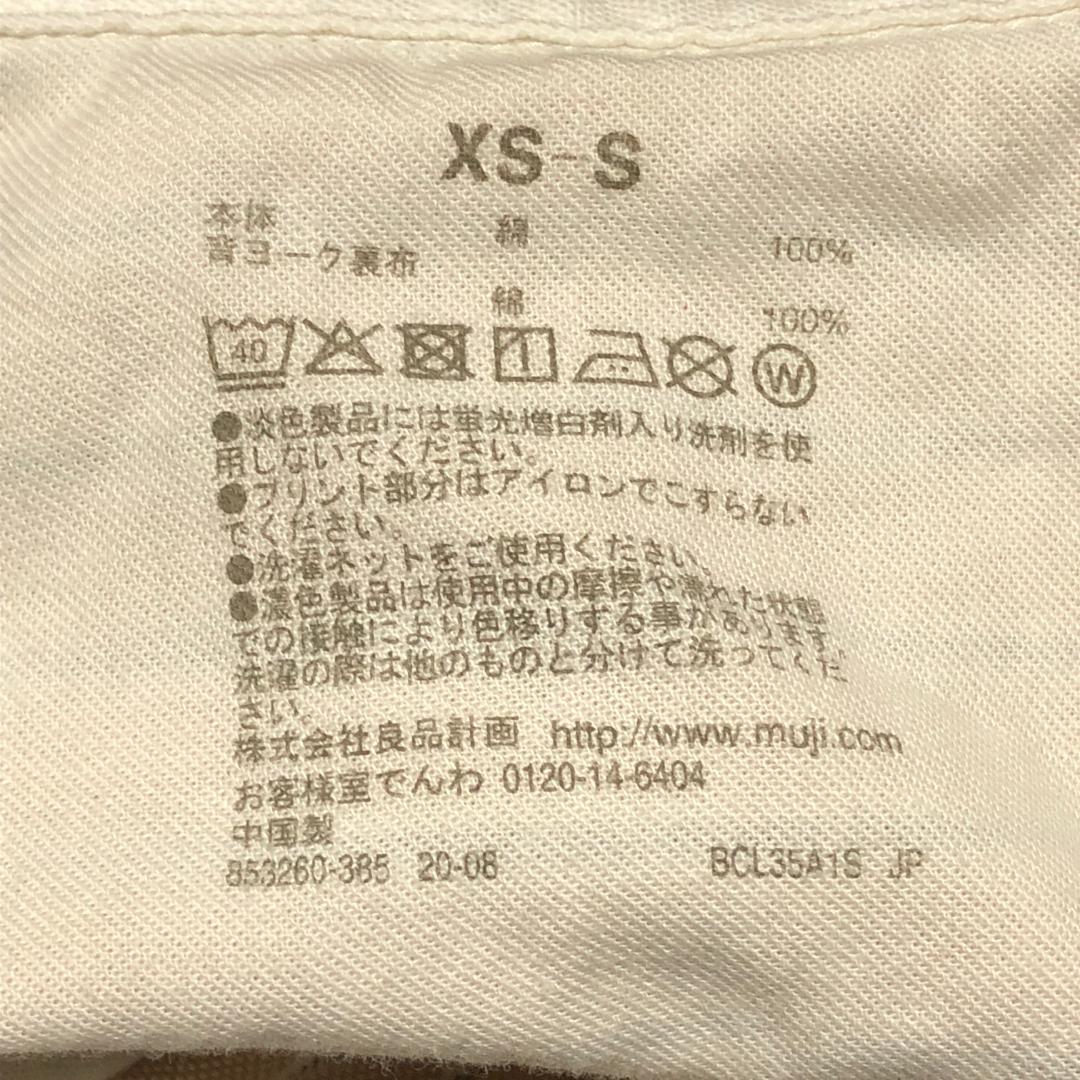 XS-S
本体 綿 100%
背ヨーク裏布 綿 100%
40
W
●淡色製品には蛍光増白剤入り洗剤を使
用しないでください。
●プリント部分はアイロンでこすらない
でください。
●洗濯ネットをご使用ください。
●濃色製品は使用中の摩擦や濡れた状態
での接触により色移りする事があります。
洗濯の際は他のものと分けて洗ってくだ
さい。
株式会社良品計画 http://www.muji.com
お客様室でんわ 0120-14-6404
中国製
853260-385 20-08 BCL35A1S JP